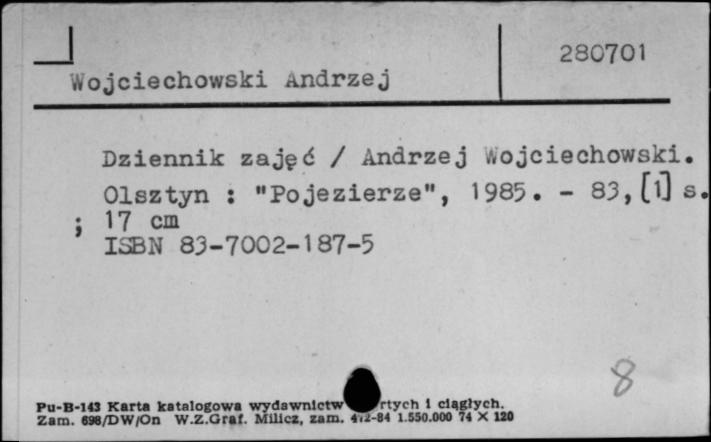 280701
Wojciechowski Andrzej
Dziennik zajęć / Andrzej Wojciechowski.
Olsztyn : "Pojezierze", 1985. - 83,[1] s.
; 17 cm
ISBN 83-7002-187-5
8
Pu-B-143 Karta katalogowa wydawnictw rtych i ciągłych.
Zam. 698/DW/On W.Z.Graf. Milicz, zam. 412-84 1.550.000 74 X 120